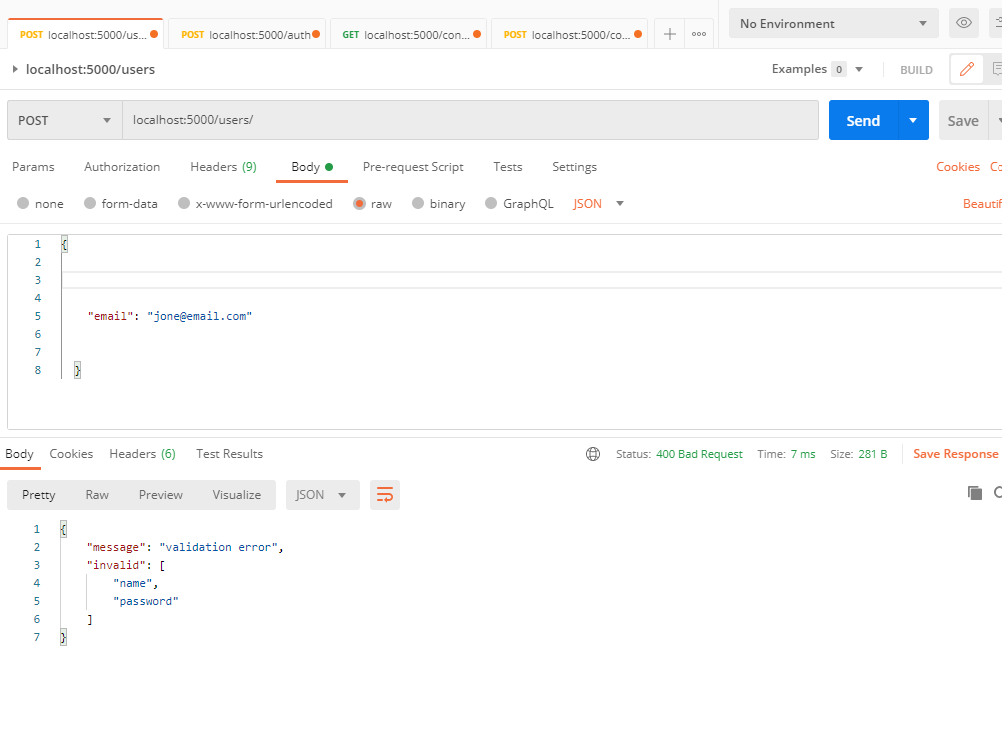 POST localhost:5000/us... POST localhost:5000/auth GET localhost:5000/con... POST localhost:5000/co... No Environment
localhost:5000/users Examples 0 BUILD
POST localhost:5000/users/ Send Save
Params Authorization Headers (9) Body Pre-request Script Tests Settings Cookies Co
none form-data x-www-form-urlencoded raw binary GraphQL JSON Beautif
1 {
2
3
4
5 "email": "jone@email.com"
6
7
8 }
Body Cookies Headers (6) Test Results Status: 400 Bad Request Time: 7 ms Size: 281 B Save Response
Pretty Raw Preview Visualize JSON
1 {
2 "message": "validation error",
3 "invalid": [
4 "name",
5 "password"
6 ]
7 }